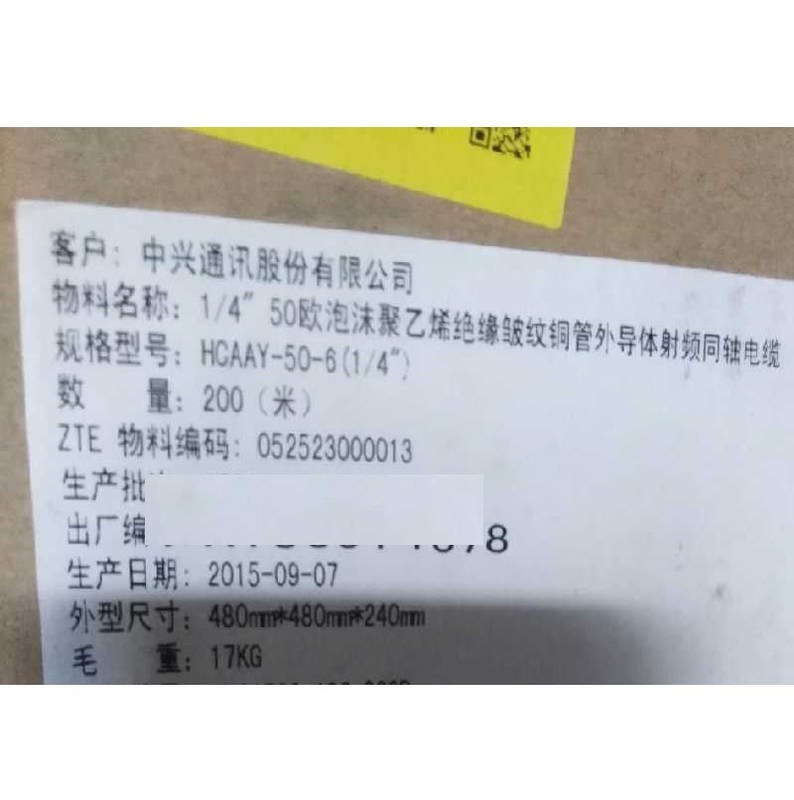 客户: 中兴通讯股份有限公司
物料名称: 1/4" 50欧泡沫聚乙烯绝缘皱纹铜管外导体射频同轴电缆
规格型号: HCAAY-50-6(1/4")
数 量: 200 (米)
ZTE 物料编码: 052523000013
生产批
出厂编 8
生产日期: 2015-09-07
外型尺寸: 480mm*480mm*240mm
毛 重: 17KG